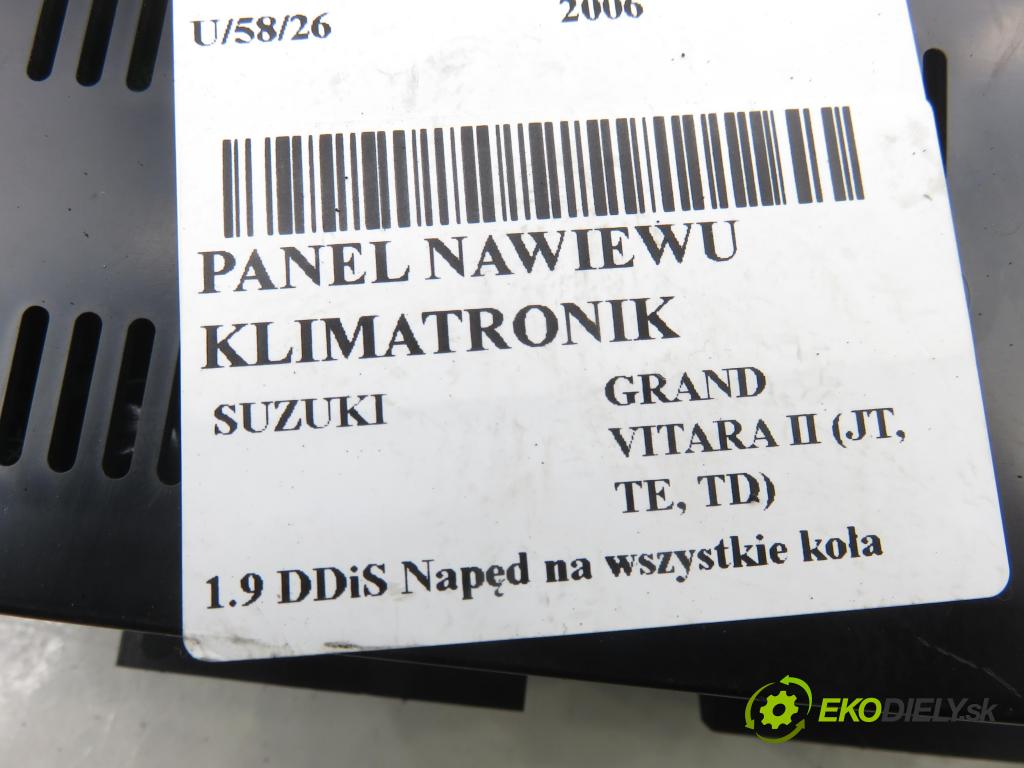 U/58/26 2006
PANEL NAWIEWU
KLIMATRONIK
SUZUKI GRAND
VITARA II (JT,
TE, TD)
1.9 DDiS Napęd na wszystkie koła
EKODIELY.sk